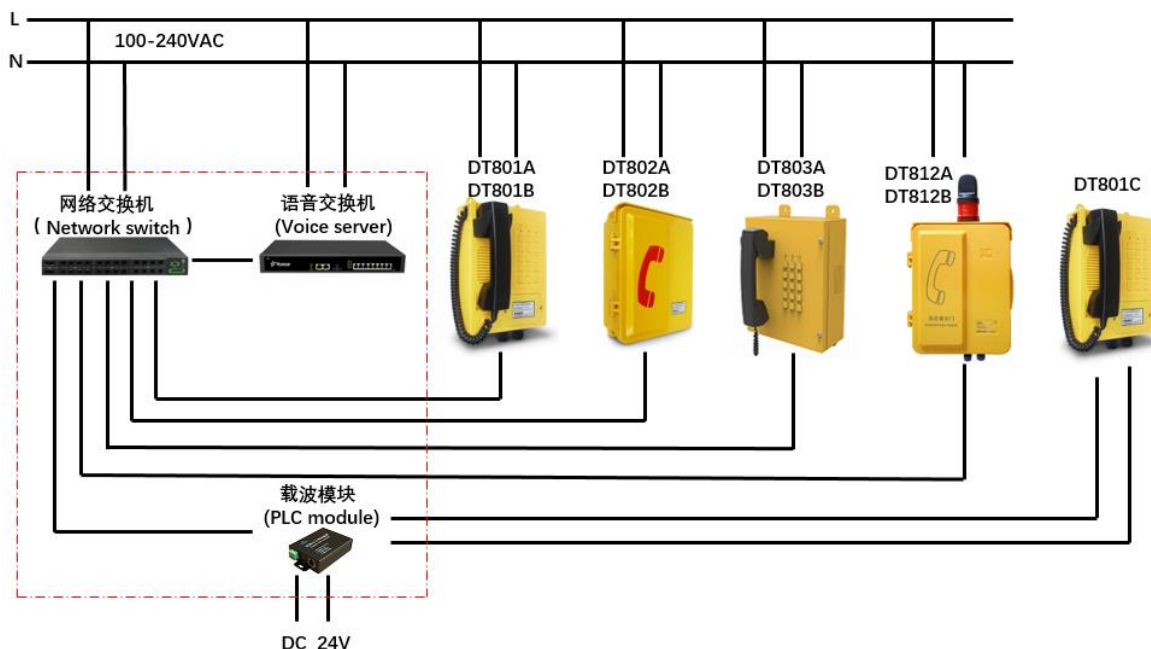 L
100-240VAC
N
DT801A
DT801B
DT802A
DT802B
DT803A
DT803B
DT812A
DT812B
DT801C
网络交换机
( Network switch )
语音交换机
(Voice server)
载波模块
(PLC module)
DC 24V